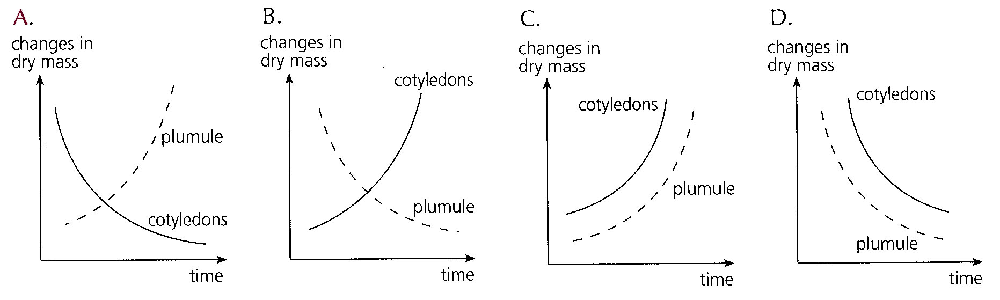 A.
changes in
dry mass
plumule
cotyledons
time
B.
changes in
dry mass
cotyledons
plumule
time
C.
changes in
dry mass
cotyledons
plumule
time
D.
changes in
dry mass
cotyledons
plumule
time